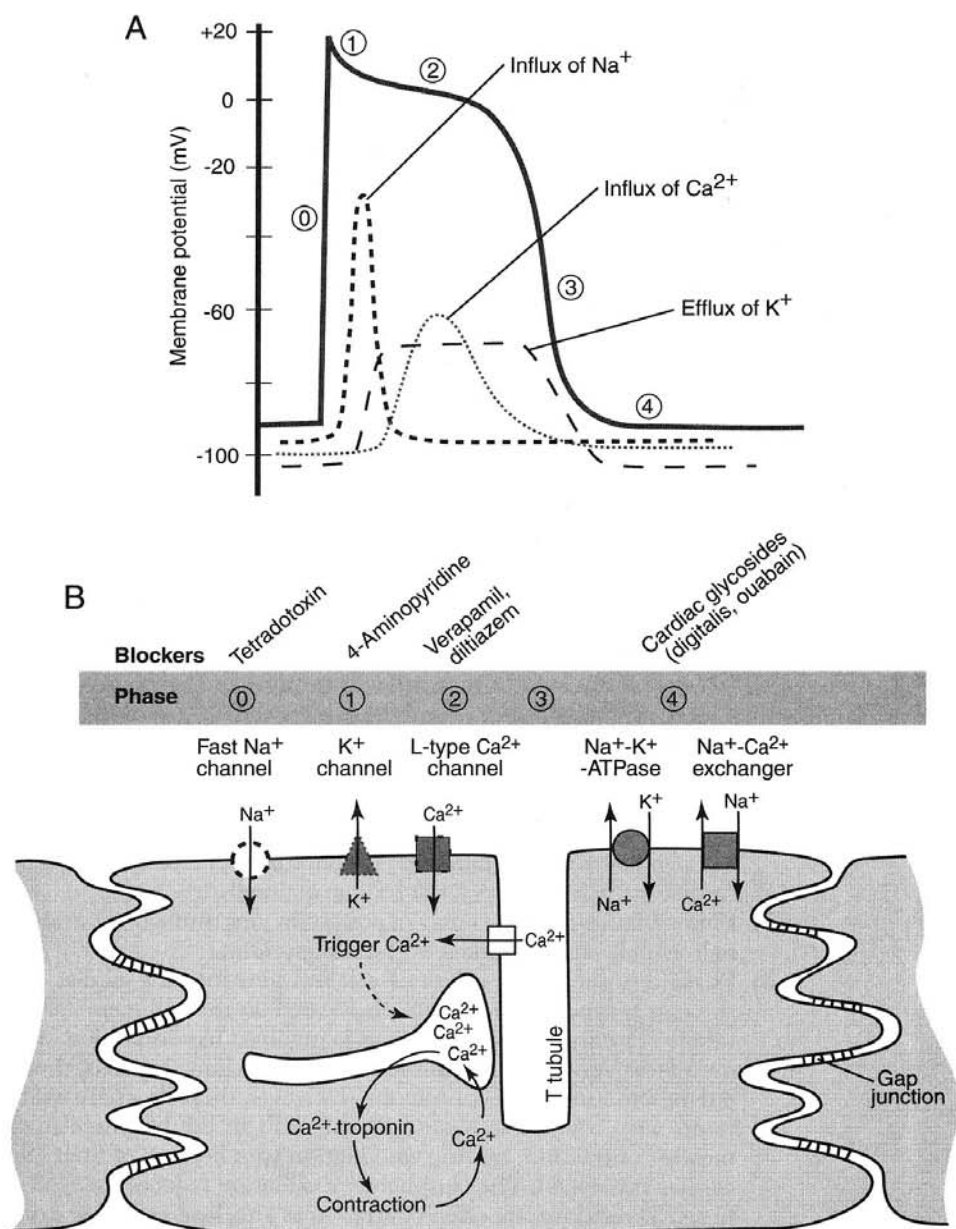 A
+20
0
-20
-60
-100
Membrane potential (mV)
0
1
2
3
4
Influx of Na+
Influx of Ca2+
Efflux of K+
B
Blockers
Tetradotoxin
4-Aminopyridine
Verapamil,
diltiazem
Cardiac glycosides
(digitalis, ouabain)
Phase 0 1 2 3 4
Fast Na+
channel
K+
channel
L-type Ca2+
channel
Na+-K+
-ATPase
Na+-Ca2+
exchanger
Na+
K+
Ca2+
Na+
K+
Ca2+
Na+
Trigger Ca2+
Ca2+
Ca2+
Ca2+
Ca2+
T tubule
Ca2+-troponin
Ca2+
Contraction
Gap
junction